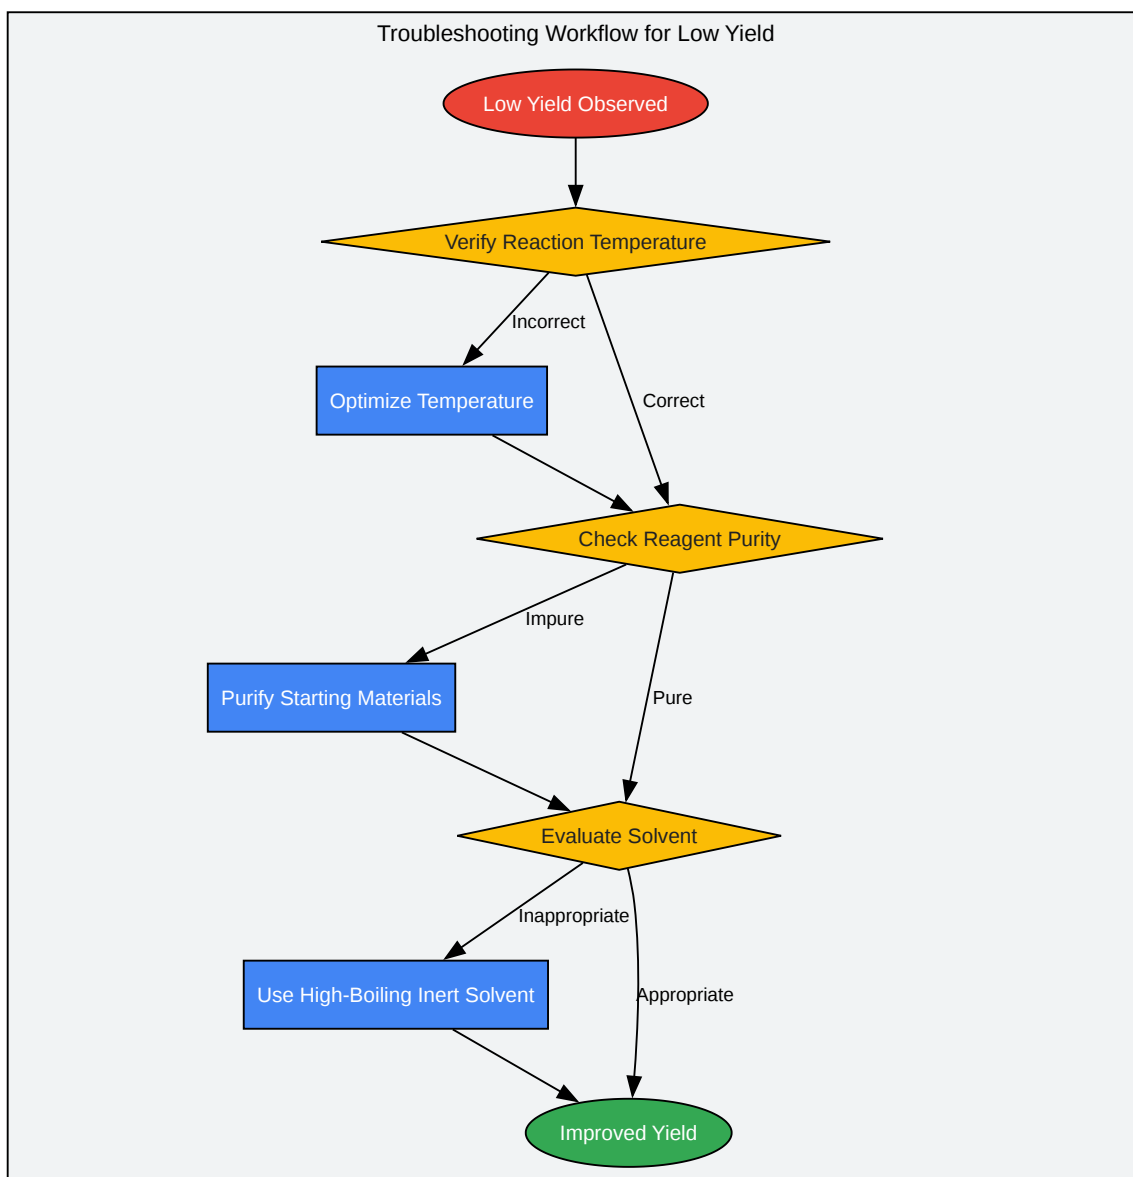 Troubleshooting Workflow for Low Yield
Low Yield Observed
Verify Reaction Temperature
Incorrect
Optimize Temperature
Correct
Check Reagent Purity
Impure
Purify Starting Materials
Pure
Evaluate Solvent
Inappropriate
Use High-Boiling Inert Solvent
Appropriate
Improved Yield